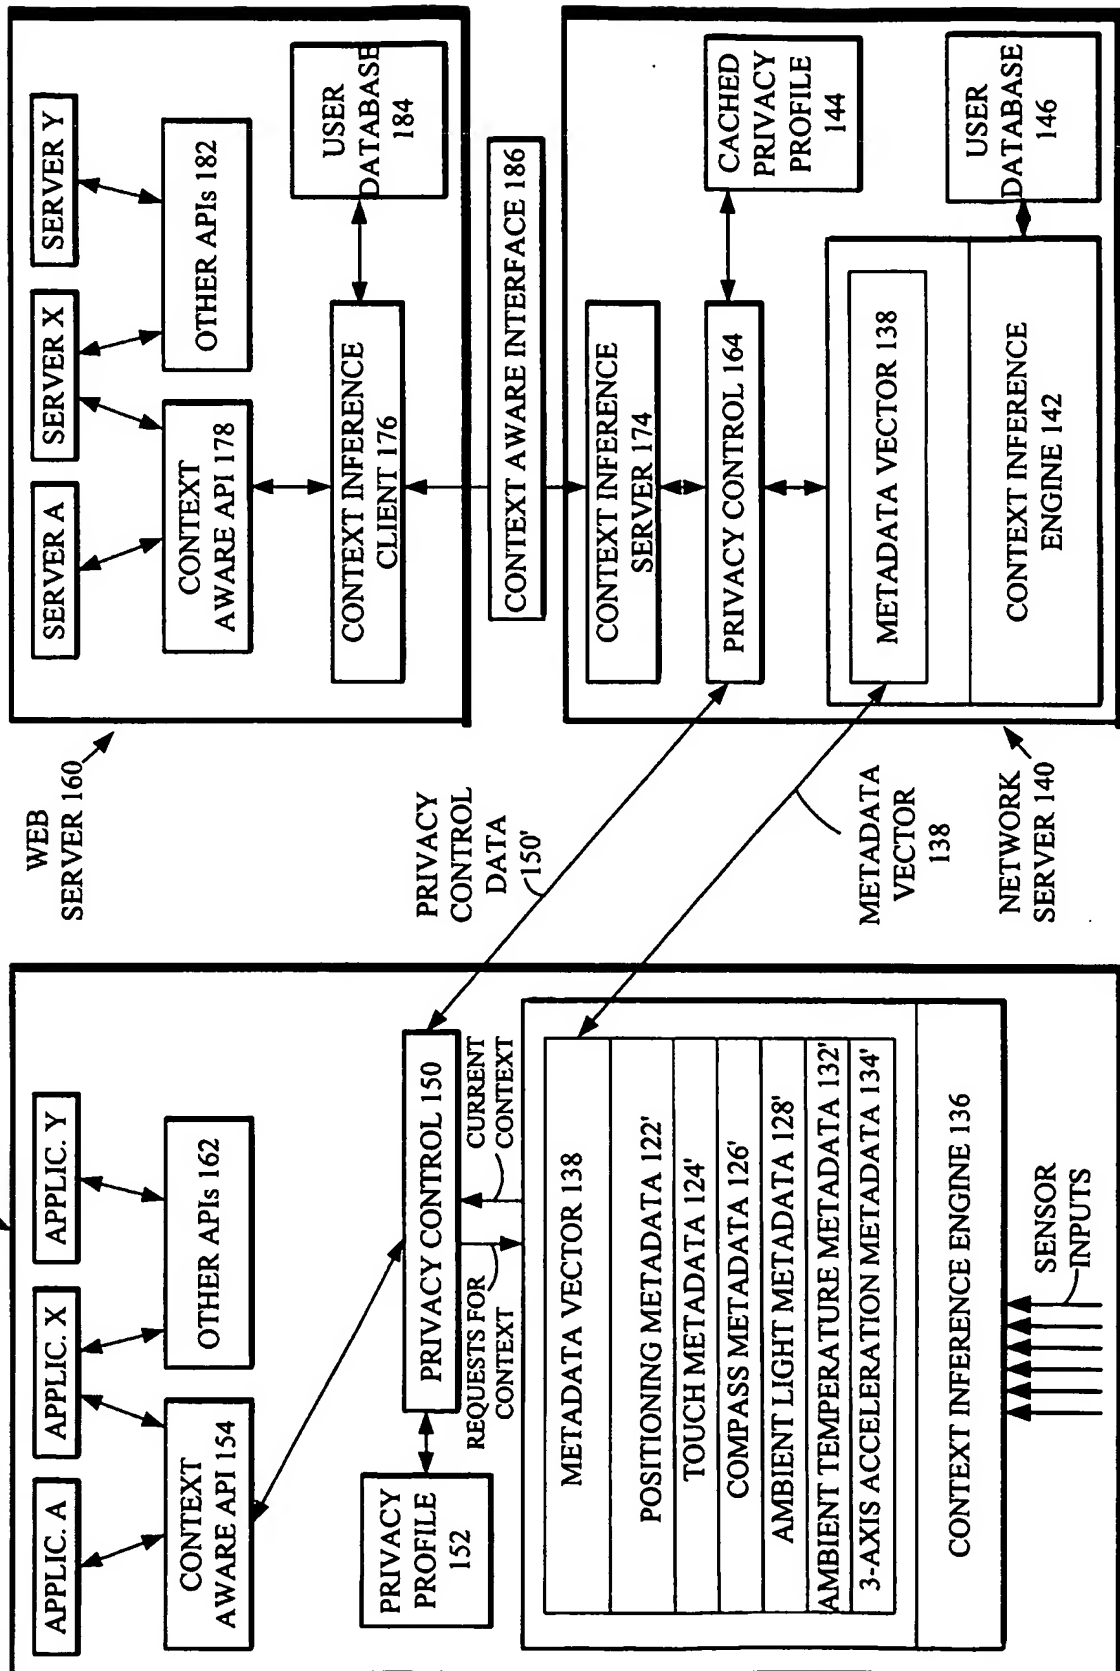 APPLIC. A
APPLIC. X
APPLIC. Y
CONTEXT
AWARE API 154
OTHER APIs 162
PRIVACY
PROFILE
152
PRIVACY CONTROL 150
REQUESTS FOR
CONTEXT
CURRENT
CONTEXT
METADATA VECTOR 138
POSITIONING METADATA 122'
TOUCH METADATA 124'
COMPASS METADATA 126'
AMBIENT LIGHT METADATA 128'
AMBIENT TEMPERATURE METADATA 132'
3-AXIS ACCELERATION METADATA 134'
CONTEXT INFERENCE ENGINE 136
SENSOR
INPUTS
WEB
SERVER 160
PRIVACY
CONTROL
DATA
150'
METADATA
VECTOR
138
NETWORK
SERVER 140
SERVER A
SERVER X
SERVER Y
CONTEXT
AWARE API 178
OTHER APIs 182
CONTEXT INFERENCE
CLIENT 176
USER
DATABASE
184
CONTEXT AWARE INTERFACE 186
CONTEXT INFERENCE
SERVER 174
PRIVACY CONTROL 164
CACHED
PRIVACY
PROFILE
144
METADATA VECTOR 138
CONTEXT INFERENCE
ENGINE 142
USER
DATABASE
146